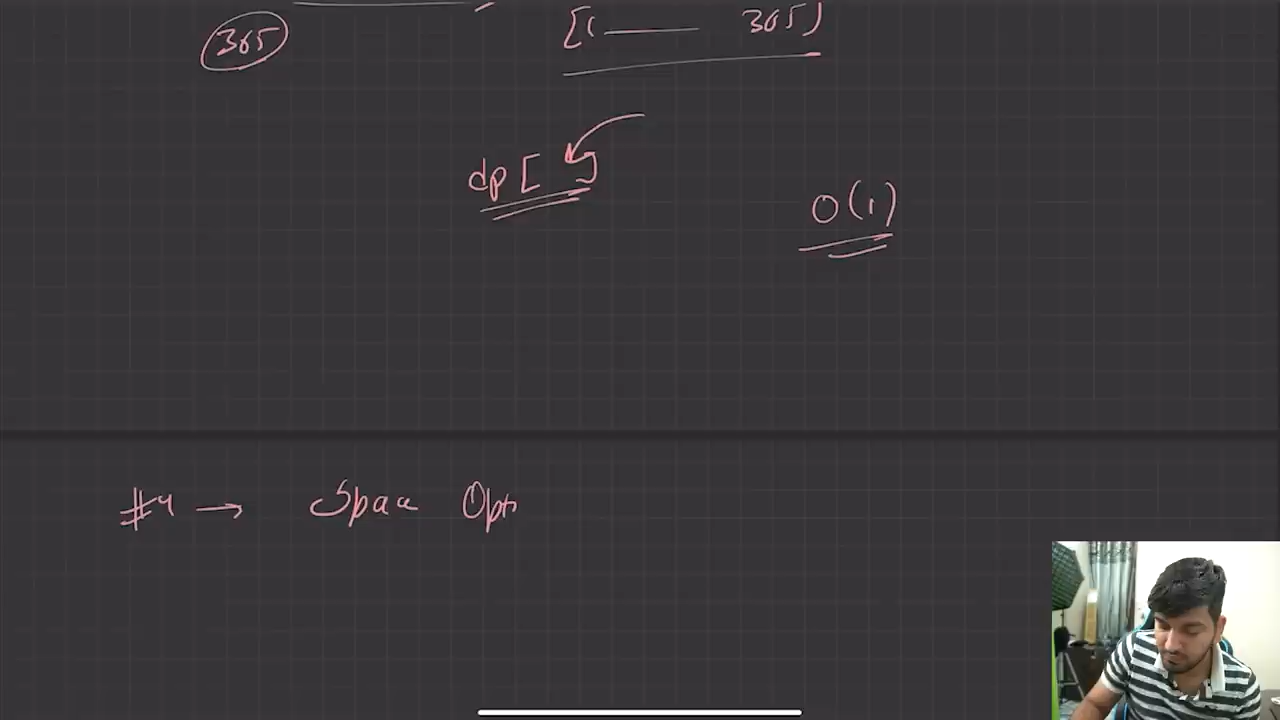 365 [1 365]
dp[ ]
O(1)
#4 → Space Opti